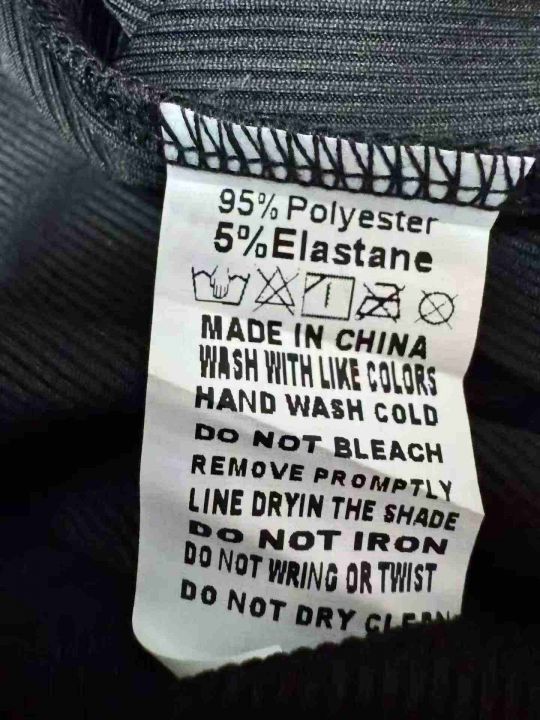 95% Polyester
5%Elastane
MADE IN CHINA
WASH WITH LIKE COLORS
HAND WASH COLD
DO NOT BLEACH
REMOVE PROMPTLY
LINE DRYIN THE SHADE
DO NOT IRON
DO NOT WRING OR TWIST
DO NOT DRY CLEAN